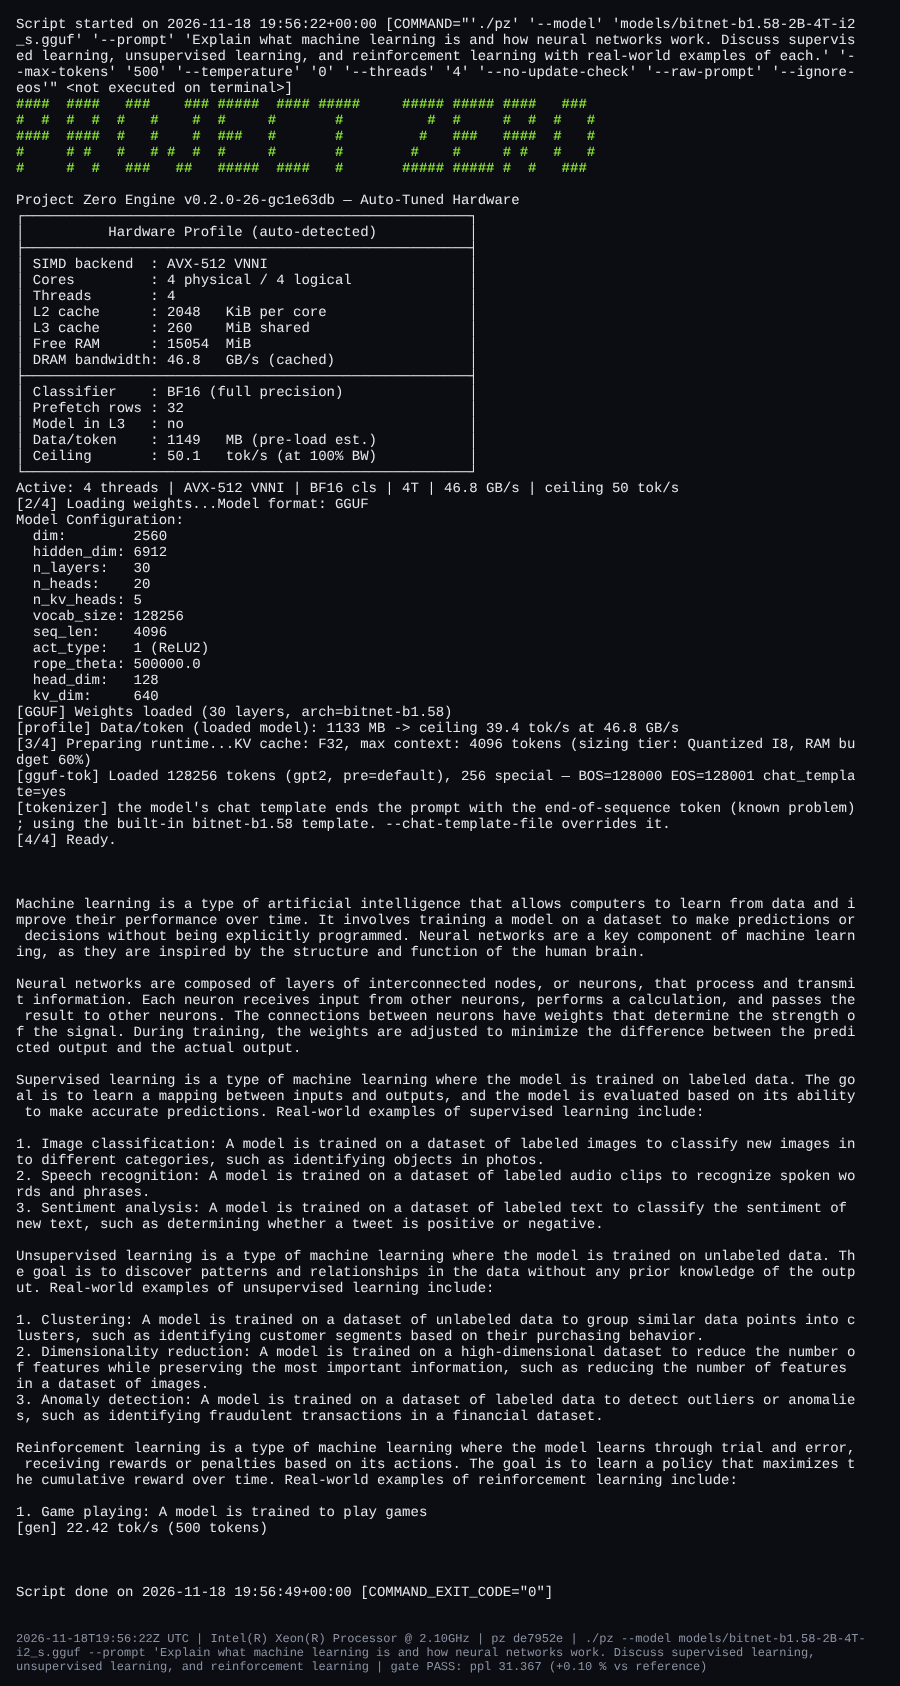 Script started on 2026-11-18 19:56:22+00:00 [COMMAND="'./pz' '--model' 'models/bitnet-b1.58-2B-4T-i2
_s.gguf' '--prompt' 'Explain what machine learning is and how neural networks work. Discuss supervis
ed learning, unsupervised learning, and reinforcement learning with real-world examples of each.' '-
-max-tokens' '500' '--temperature' '0' '--threads' '4' '--no-update-check' '--raw-prompt' '--ignore-
eos'" <not executed on terminal>]
PROJECT ZERO
Project Zero Engine v0.2.0-26-gc1e63db — Auto-Tuned Hardware
Hardware Profile (auto-detected)
SIMD backend : AVX-512 VNNI
Cores : 4 physical / 4 logical
Threads : 4
L2 cache : 2048 KiB per core
L3 cache : 260 MiB shared
Free RAM : 15054 MiB
DRAM bandwidth: 46.8 GB/s (cached)
Classifier : BF16 (full precision)
Prefetch rows : 32
Model in L3 : no
Data/token : 1149 MB (pre-load est.)
Ceiling : 50.1 tok/s (at 100% BW)
Active: 4 threads | AVX-512 VNNI | BF16 cls | 4T | 46.8 GB/s | ceiling 50 tok/s
[2/4] Loading weights...Model format: GGUF
Model Configuration:
dim: 2560
hidden_dim: 6912
n_layers: 30
n_heads: 20
n_kv_heads: 5
vocab_size: 128256
seq_len: 4096
act_type: 1 (ReLU2)
rope_theta: 500000.0
head_dim: 128
kv_dim: 640
[GGUF] Weights loaded (30 layers, arch=bitnet-b1.58)
[profile] Data/token (loaded model): 1133 MB -> ceiling 39.4 tok/s at 46.8 GB/s
[3/4] Preparing runtime...KV cache: F32, max context: 4096 tokens (sizing tier: Quantized I8, RAM bu
dget 60%)
[gguf-tok] Loaded 128256 tokens (gpt2, pre=default), 256 special — BOS=128000 EOS=128001 chat_templa
te=yes
[tokenizer] the model's chat template ends the prompt with the end-of-sequence token (known problem)
; using the built-in bitnet-b1.58 template. --chat-template-file overrides it.
[4/4] Ready.
Machine learning is a type of artificial intelligence that allows computers to learn from data and i
mprove their performance over time. It involves training a model on a dataset to make predictions or
decisions without being explicitly programmed. Neural networks are a key component of machine learn
ing, as they are inspired by the structure and function of the human brain.
Neural networks are composed of layers of interconnected nodes, or neurons, that process and transmi
t information. Each neuron receives input from other neurons, performs a calculation, and passes the
result to other neurons. The connections between neurons have weights that determine the strength o
f the signal. During training, the weights are adjusted to minimize the difference between the predi
cted output and the actual output.
Supervised learning is a type of machine learning where the model is trained on labeled data. The go
al is to learn a mapping between inputs and outputs, and the model is evaluated based on its ability
to make accurate predictions. Real-world examples of supervised learning include:
1. Image classification: A model is trained on a dataset of labeled images to classify new images in
to different categories, such as identifying objects in photos.
2. Speech recognition: A model is trained on a dataset of labeled audio clips to recognize spoken wo
rds and phrases.
3. Sentiment analysis: A model is trained on a dataset of labeled text to classify the sentiment of
new text, such as determining whether a tweet is positive or negative.
Unsupervised learning is a type of machine learning where the model is trained on unlabeled data. Th
e goal is to discover patterns and relationships in the data without any prior knowledge of the outp
ut. Real-world examples of unsupervised learning include:
1. Clustering: A model is trained on a dataset of unlabeled data to group similar data points into c
lusters, such as identifying customer segments based on their purchasing behavior.
2. Dimensionality reduction: A model is trained on a high-dimensional dataset to reduce the number o
f features while preserving the most important information, such as reducing the number of features
in a dataset of images.
3. Anomaly detection: A model is trained on a dataset of labeled data to detect outliers or anomalie
s, such as identifying fraudulent transactions in a financial dataset.
Reinforcement learning is a type of machine learning where the model learns through trial and error,
receiving rewards or penalties based on its actions. The goal is to learn a policy that maximizes t
he cumulative reward over time. Real-world examples of reinforcement learning include:
1. Game playing: A model is trained to play games
[gen] 22.42 tok/s (500 tokens)
Script done on 2026-11-18 19:56:49+00:00 [COMMAND_EXIT_CODE="0"]
2026-11-18T19:56:22Z UTC | Intel(R) Xeon(R) Processor @ 2.10GHz | pz de7952e | ./pz --model models/bitnet-b1.58-2B-4T-
i2_s.gguf --prompt 'Explain what machine learning is and how neural networks work. Discuss supervised learning,
unsupervised learning, and reinforcement learning | gate PASS: ppl 31.367 (+0.10 % vs reference)